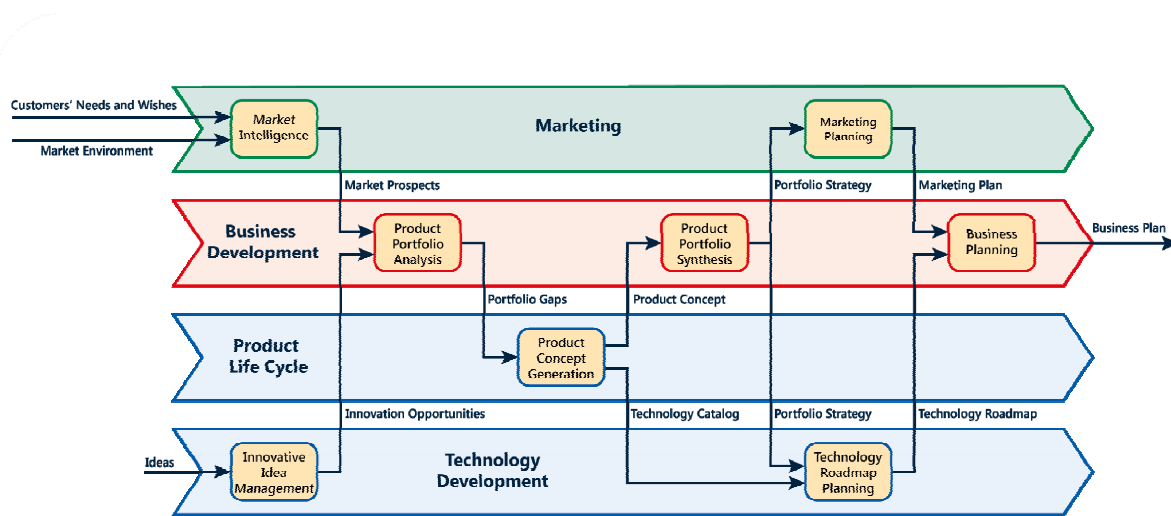 Customers' Needs and Wishes
Market Environment
Market
Intelligence
Marketing
Marketing
Planning
Market Prospects
Portfolio Strategy
Marketing Plan
Business
Development
Product
Portfolio
Analysis
Product
Portfolio
Synthesis
Business
Planning
Business Plan
Portfolio Gaps
Product Concept
Product
Life Cycle
Product
Concept
Generation
Innovation Opportunities
Technology Catalog
Portfolio Strategy
Technology Roadmap
Ideas
Innovative
Idea
Management
Technology
Development
Technology
Roadmap
Planning